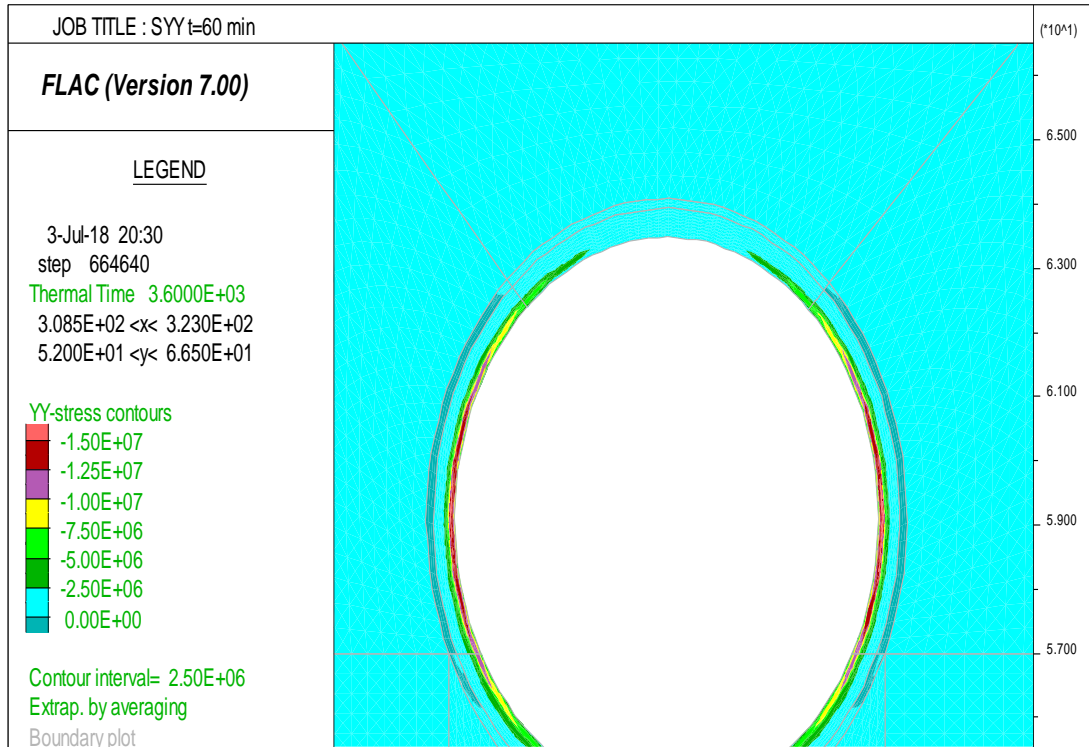 JOB TITLE : SYY t=60 min
(*10^1)
FLAC (Version 7.00)
LEGEND
3-Jul-18 20:30
step 664640
Thermal Time 3.6000E+03
3.085E+02 <x< 3.230E+02
5.200E+01 <y< 6.650E+01
YY-stress contours
-1.50E+07
-1.25E+07
-1.00E+07
-7.50E+06
-5.00E+06
-2.50E+06
0.00E+00
Contour interval= 2.50E+06
Extrap. by averaging
Boundary plot
6.500
6.300
6.100
5.900
5.700